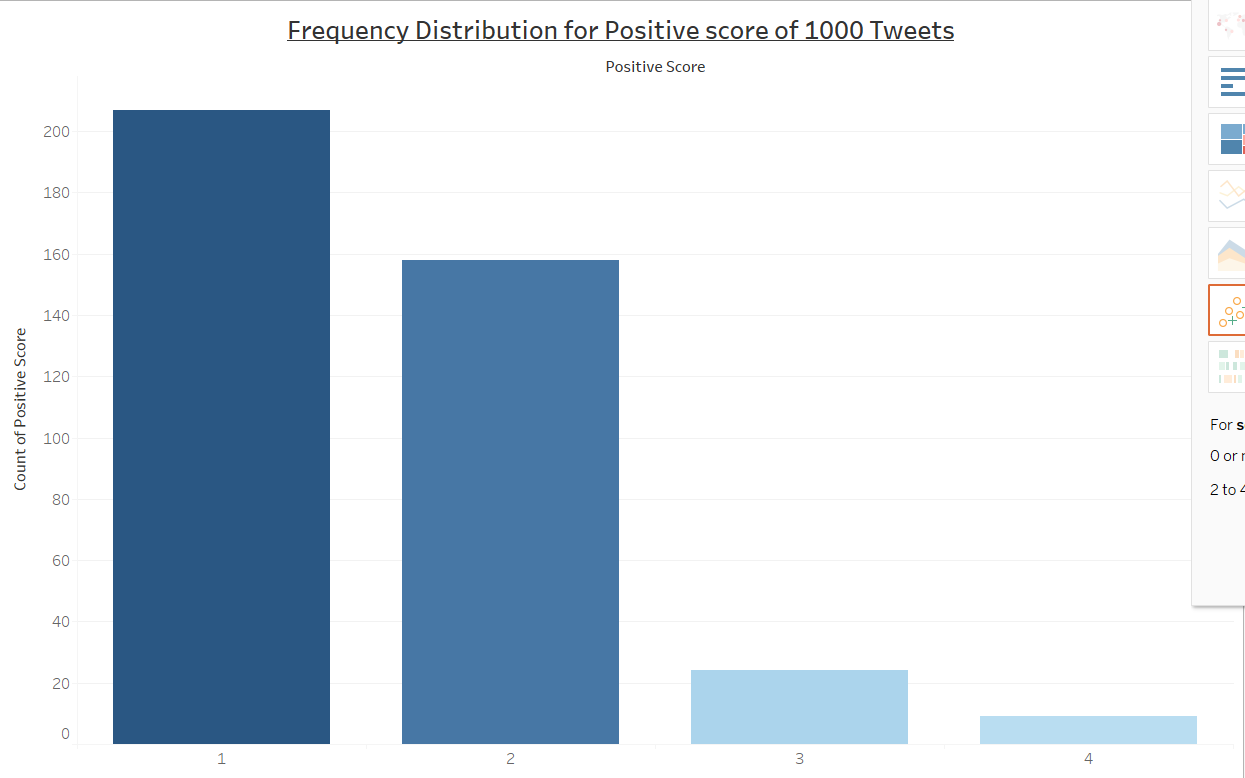 Frequency Distribution for Positive score of 1000 Tweets
Positive Score
Count of Positive Score
200
180
160
140
120
100
80
60
40
20
0
1 2 3 4
For
0 or
2 to